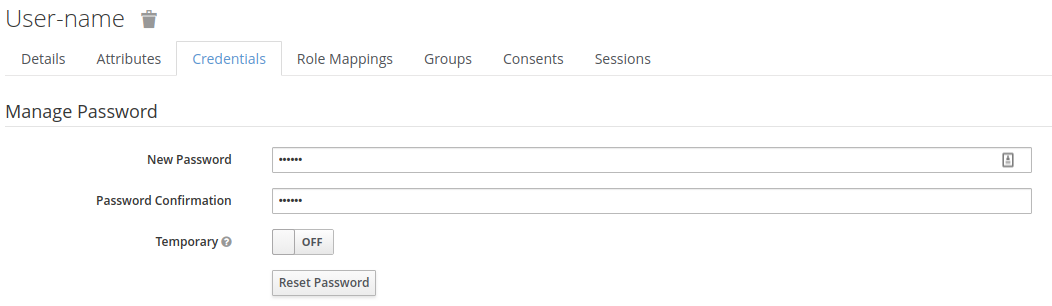 User-name
Details Attributes Credentials Role Mappings Groups Consents Sessions
Manage Password
New Password ••••••
Password Confirmation ••••••
Temporary ? OFF
Reset Password